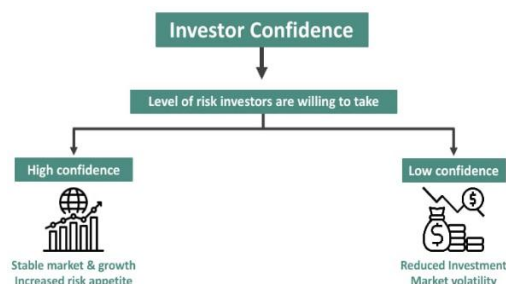 Investor Confidence
Level of risk investors are willing to take
High confidence
Low confidence
$
$
Stable market & growth
Increased risk appetite
Reduced Investment
Market volatility